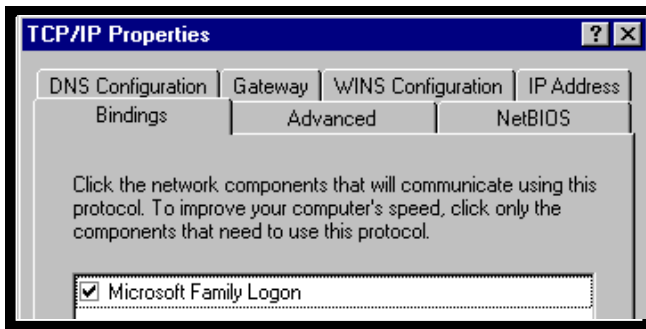 TCP/IP Properties
DNS Configuration Gateway WINS Configuration IP Address
Bindings Advanced NetBIOS
Click the network components that will communicate using this
protocol. To improve your computer's speed, click only the
components that need to use this protocol.
Microsoft Family Logon